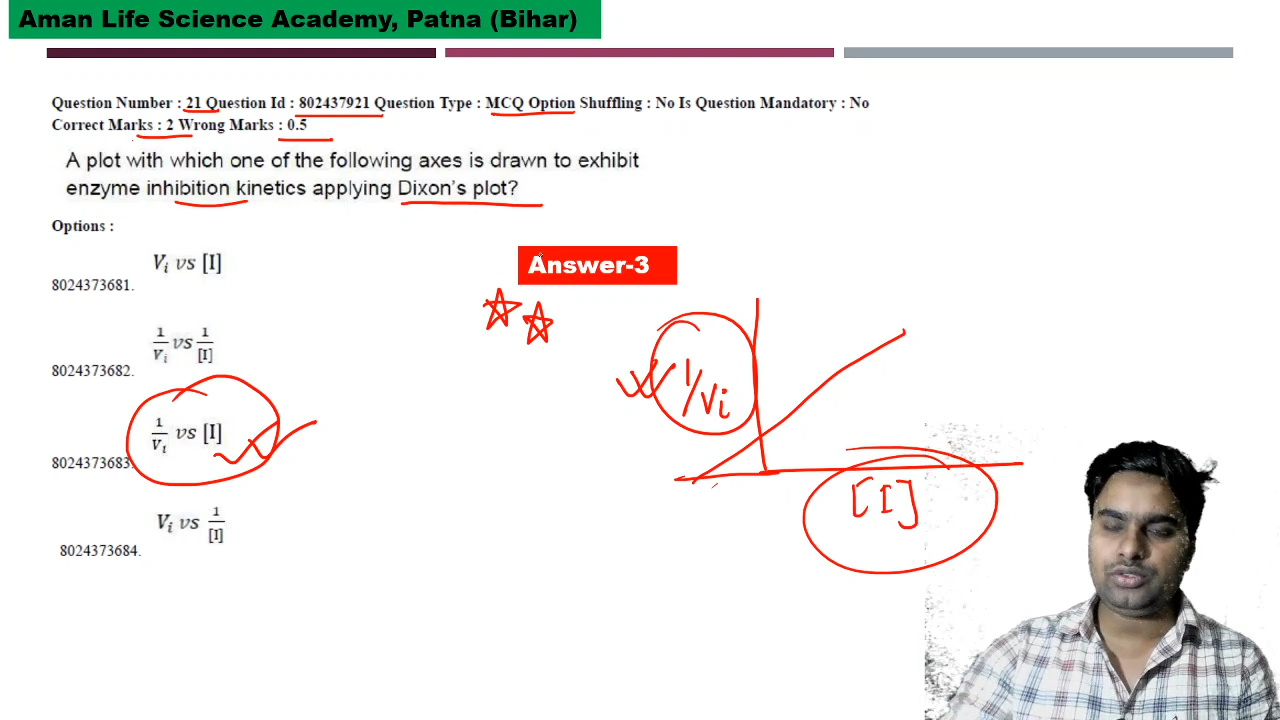 Aman Life Science Academy, Patna (Bihar)
Question Number : 21 Question Id : 802437921 Question Type : MCQ Option Shuffling : No Is Question Mandatory : No
Correct Marks : 2 Wrong Marks : 0.5
A plot with which one of the following axes is drawn to exhibit
enzyme inhibition kinetics applying Dixon's plot?
Options :
Vi vs [I]
8024373681.
1/Vi vs 1/[I]
8024373682.
1/Vi vs [I]
8024373683.
Vi vs 1/[I]
8024373684.
Answer-3
1/Vi
[I]